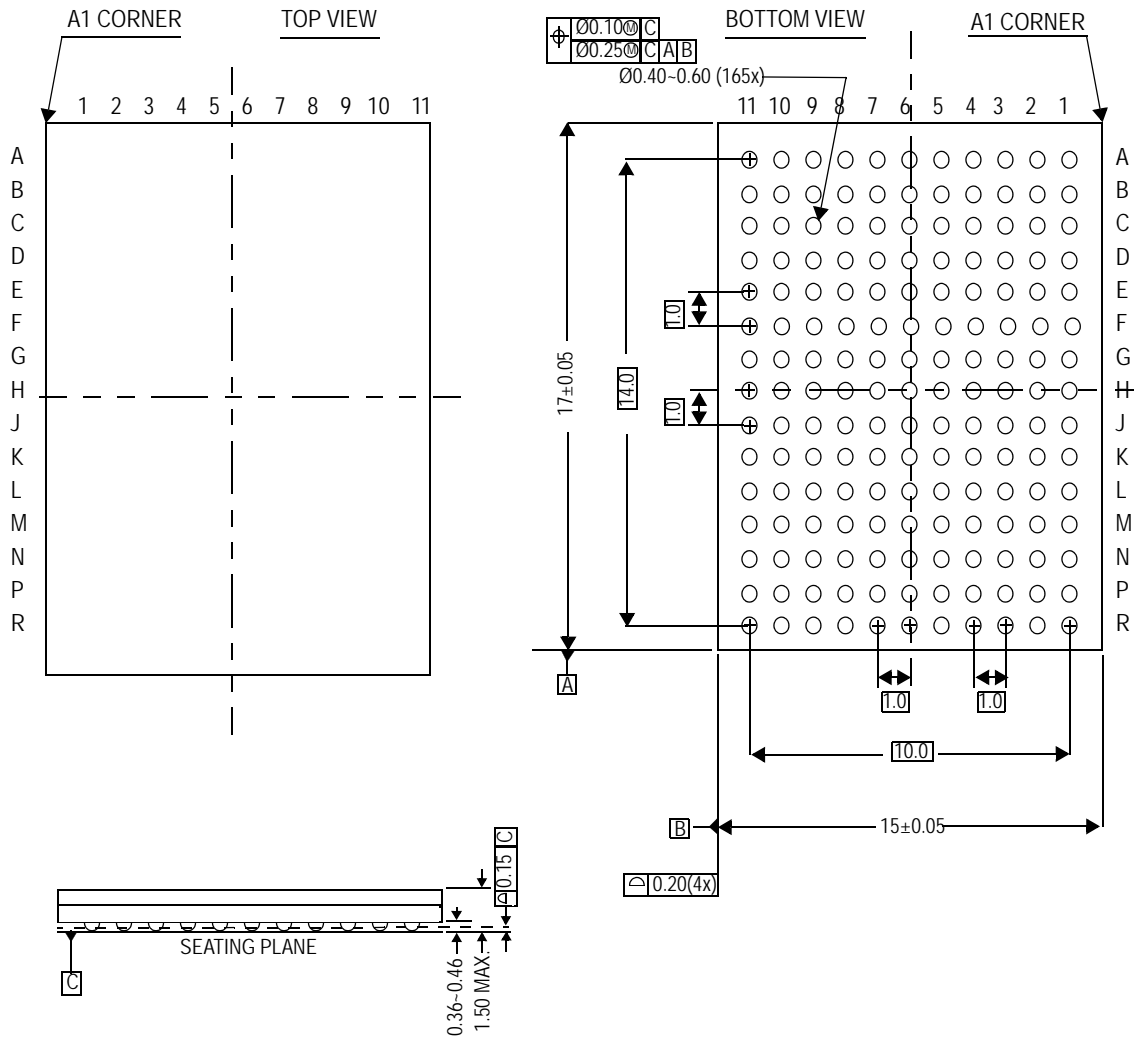 A1 CORNER
TOP VIEW
1 2 3 4 5 6 7 8 9 10 11
A
B
C
D
E
F
G
H
J
K
L
M
N
P
R
Ø0.10Ⓜ C
Ø0.25Ⓜ C A B
Ø0.40~0.60 (165x)
BOTTOM VIEW
A1 CORNER
11 10 9 8 7 6 5 4 3 2 1
A
B
C
D
E
F
G
H
J
K
L
M
N
P
R
1.0
1.0
14.0
17±0.05
A
1.0
1.0
10.0
B
15±0.05
0.20(4x)
0.15 C
SEATING PLANE
C
0.36~0.46
1.50 MAX.